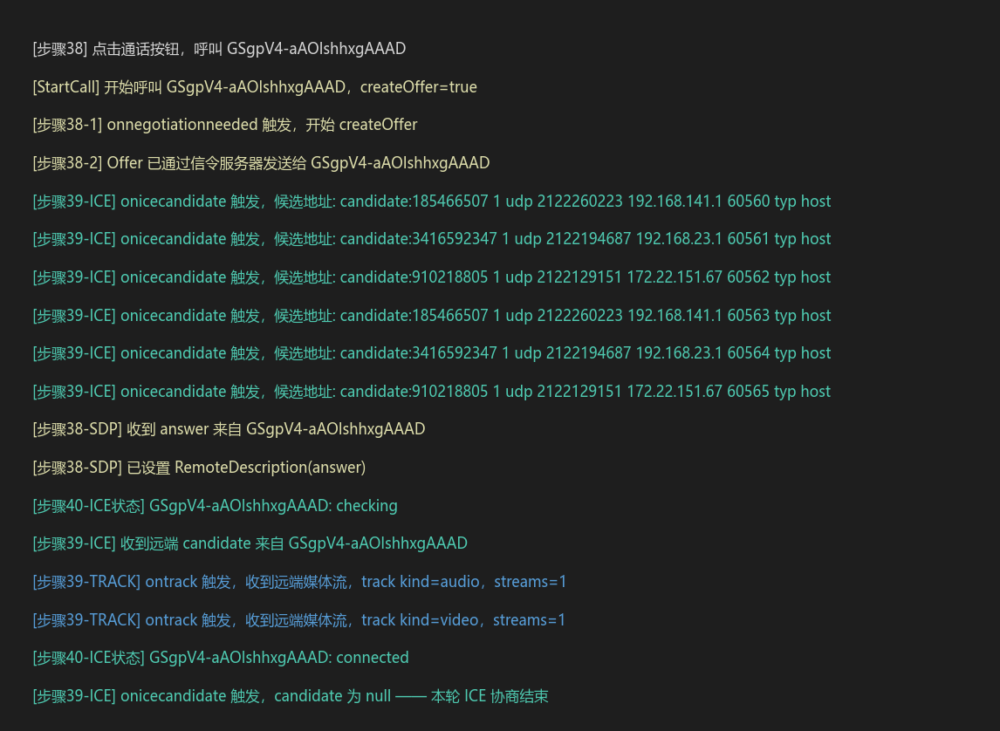 [步骤38] 点击通话按钮，呼叫 GSgpV4-aAOlshhxgAAAD
[StartCall] 开始呼叫 GSgpV4-aAOlshhxgAAAD，createOffer=true
[步骤38-1] onnegotiationneeded 触发，开始 createOffer
[步骤38-2] Offer 已通过信令服务器发送给 GSgpV4-aAOlshhxgAAAD
[步骤39-ICE] onicecandidate 触发，候选地址: candidate:185466507 1 udp 2122260223 192.168.141.1 60560 typ host
[步骤39-ICE] onicecandidate 触发，候选地址: candidate:3416592347 1 udp 2122194687 192.168.23.1 60561 typ host
[步骤39-ICE] onicecandidate 触发，候选地址: candidate:910218805 1 udp 2122129151 172.22.151.67 60562 typ host
[步骤39-ICE] onicecandidate 触发，候选地址: candidate:185466507 1 udp 2122260223 192.168.141.1 60563 typ host
[步骤39-ICE] onicecandidate 触发，候选地址: candidate:3416592347 1 udp 2122194687 192.168.23.1 60564 typ host
[步骤39-ICE] onicecandidate 触发，候选地址: candidate:910218805 1 udp 2122129151 172.22.151.67 60565 typ host
[步骤38-SDP] 收到 answer 来自 GSgpV4-aAOlshhxgAAAD
[步骤38-SDP] 已设置 RemoteDescription(answer)
[步骤40-ICE状态] GSgpV4-aAOlshhxgAAAD: checking
[步骤39-ICE] 收到远端 candidate 来自 GSgpV4-aAOlshhxgAAAD
[步骤39-TRACK] ontrack 触发，收到远端媒体流，track kind=audio，streams=1
[步骤39-TRACK] ontrack 触发，收到远端媒体流，track kind=video，streams=1
[步骤40-ICE状态] GSgpV4-aAOlshhxgAAAD: connected
[步骤39-ICE] onicecandidate 触发，candidate 为 null —— 本轮 ICE 协商结束